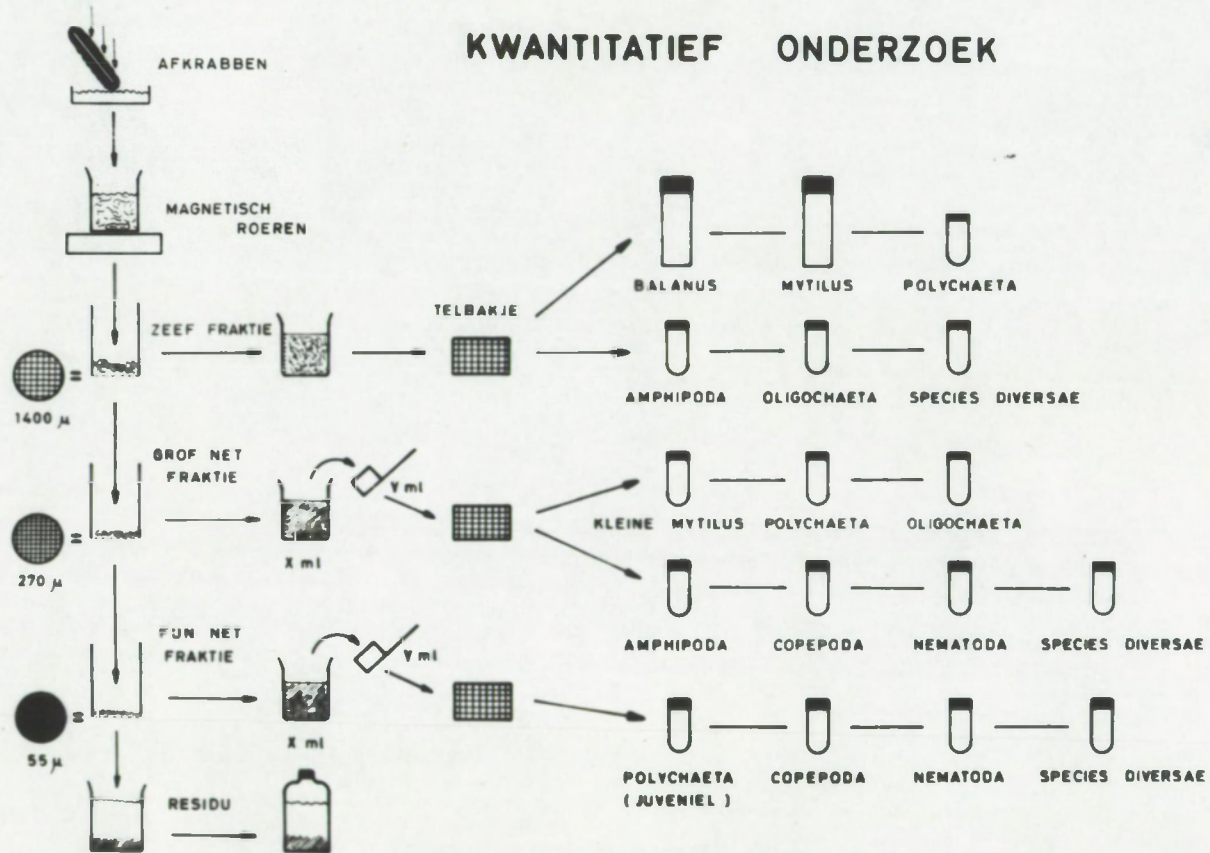 KWANTITATIEF ONDERZOEK
AFKRABBEN
MAGNETISCH
ROEREN
ZEEF FRAKTIE
TELBAKJE
1400 µ
BALANUS MYTILUS POLYCHAETA
AMPHIPODA OLIGOCHAETA SPECIES DIVERSAE
GROF NET
FRAKTIE
Y ml
X ml
270 µ
KLEINE MYTILUS POLYCHAETA OLIGOCHAETA
AMPHIPODA COPEPODA NEMATODA SPECIES DIVERSAE
FIJN NET
FRAKTIE
Y ml
X ml
55 µ
POLYCHAETA COPEPODA NEMATODA SPECIES DIVERSAE
(JUVENIEL)
RESIDU